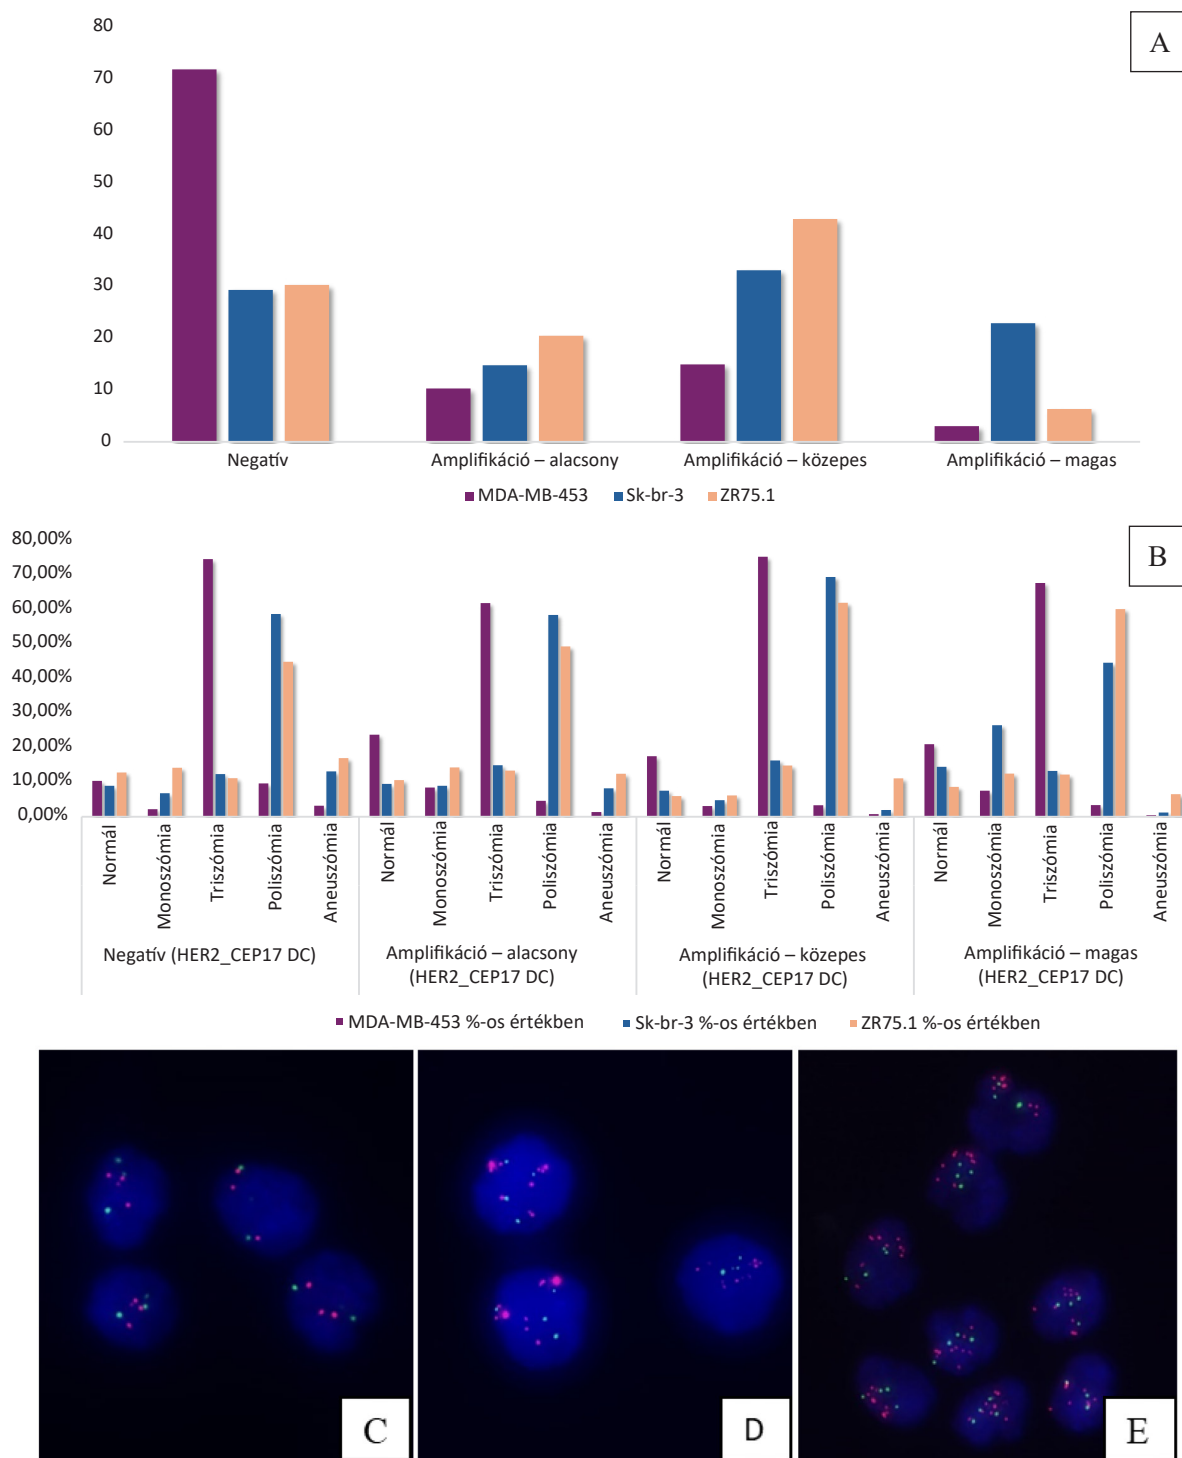 A
80
70
60
50
40
30
20
10
0
Negatív Amplifikáció – alacsony Amplifikáció – közepes Amplifikáció – magas
MDA-MB-453 Sk-br-3 ZR75.1
B
80,00%
70,00%
60,00%
50,00%
40,00%
30,00%
20,00%
10,00%
0,00%
Normál Monoszómia Triszómia Poliszómia Aneuszómia Normál Monoszómia Triszómia Poliszómia Aneuszómia Normál Monoszómia Triszómia Poliszómia Aneuszómia Normál Monoszómia Triszómia Poliszómia Aneuszómia
Negatív (HER2_CEP17 DC) Amplifikáció – alacsony Amplifikáció – közepes Amplifikáció – magas
(HER2_CEP17 DC) (HER2_CEP17 DC) (HER2_CEP17 DC)
MDA-MB-453 %-os értékben Sk-br-3 %-os értékben ZR75.1 %-os értékben
C D E